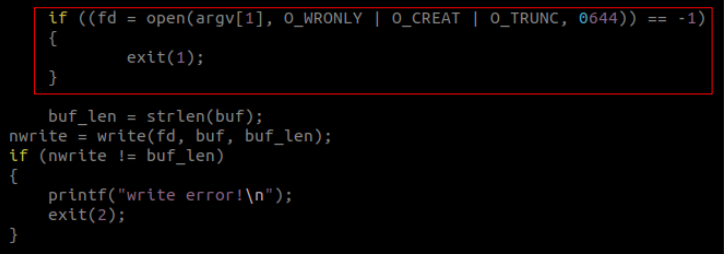 if ((fd = open(argv[1], O_WRONLY | O_CREAT | O_TRUNC, 0644)) == -1)
{
exit(1);
}
buf_len = strlen(buf);
nwrite = write(fd, buf, buf_len);
if (nwrite != buf_len)
{
printf("write error!\n");
exit(2);
}